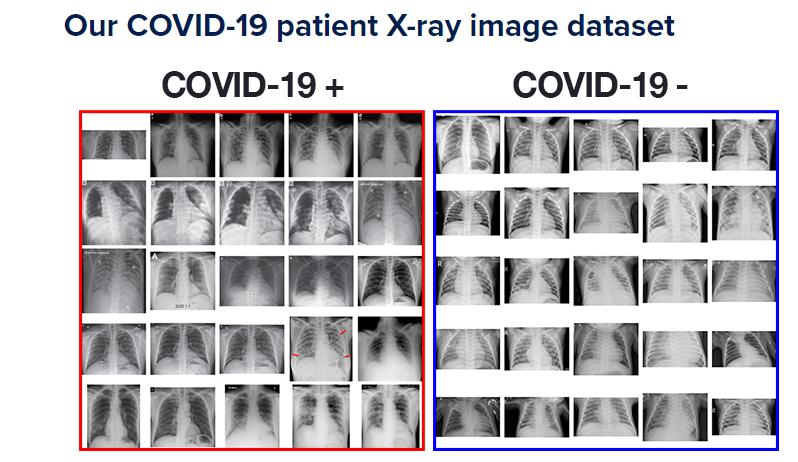 Our COVID-19 patient X-ray image dataset
COVID-19 +
COVID-19 -
A
R